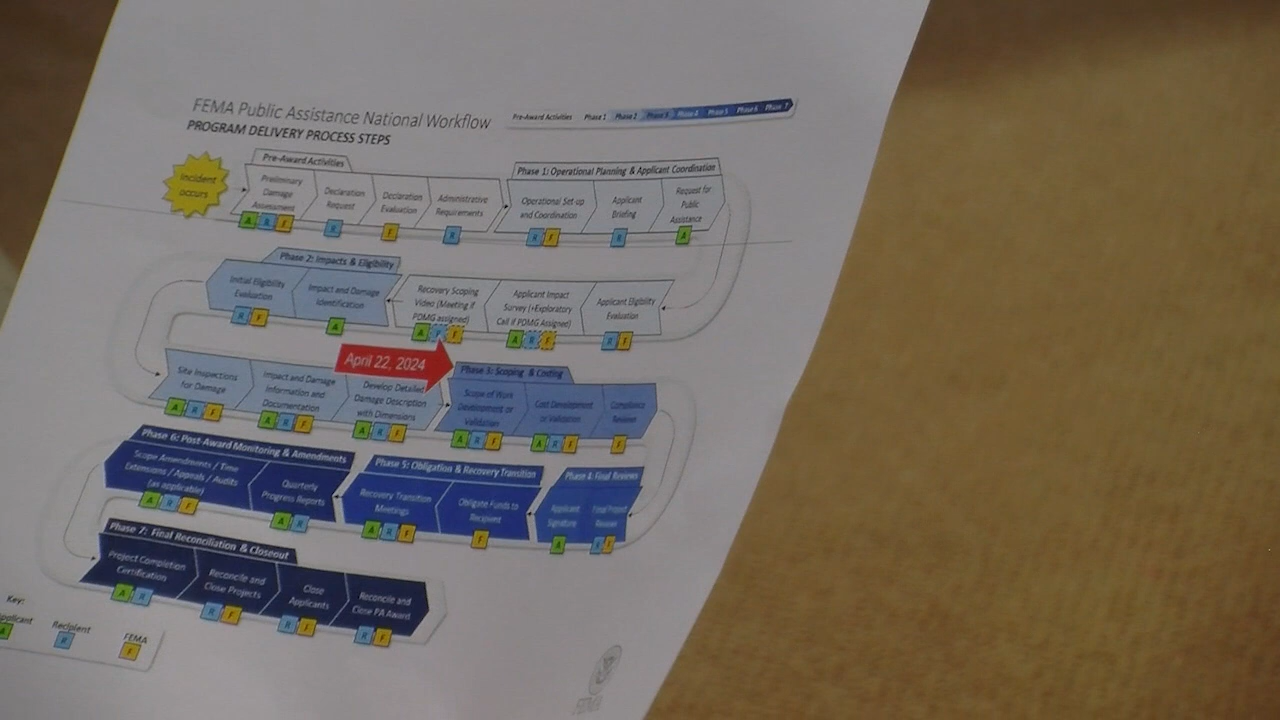 FEMA Public Assistance National Workflow
PROGRAM DELIVERY PROCESS STEPS
Pre-Award Activities Phase 1 Phase 2 Phase 3 Phase 4 Phase 5 Phase 6 Phase 7
Incident
occurs
Pre-Award Activities
Preliminary
Damage
Assessment
A R F
Declaration
Request
R
Declaration
Evaluation
F
Administrative
Requirements
R
Phase 1: Operational Planning & Applicant Coordination
Operational Set-up
and Coordination
R F
Applicant
Briefing
R
Request for
Public
Assistance
A
Phase 2: Impacts & Eligibility
Initial Eligibility
Evaluation
R F
Impact and Damage
Identification
A
Recovery Scoping
Video (Meeting if
PDMG assigned)
A R F
Applicant Impact
Survey (+Exploratory
Call if PDMG Assigned)
A R F
Applicant Eligibility
Evaluation
R F
April 22, 2024
Site Inspections
for Damage
A R F
Impact and Damage
Information and
Documentation
A R F
Develop Detailed
Damage Description
with Dimensions
A R F
Phase 3: Scoping & Costing
Scope of Work
Development or
Validation
A R F
Cost Development
or Validation
A R F
Compliance
Reviews
F
Phase 6: Post-Award Monitoring & Amendments
Scope Amendments / Time
Extensions / Appeals / Audits
(as applicable)
A R F
Quarterly
Progress Reports
A R
Phase 5: Obligation & Recovery Transition
Recovery Transition
Meetings
A R F
Obligate Funds to
Recipient
F
Phase 4: Final Reviews
Applicant
Signature
A
Final Project
Reviews
R F
Phase 7: Final Reconciliation & Closeout
Project Completion
Certification
A R
Reconcile and
Close Projects
R F
Close
Applicants
R F
Reconcile and
Close PA Award
R F
Key:
Applicant
A
Recipient
R
FEMA
F
FEMA